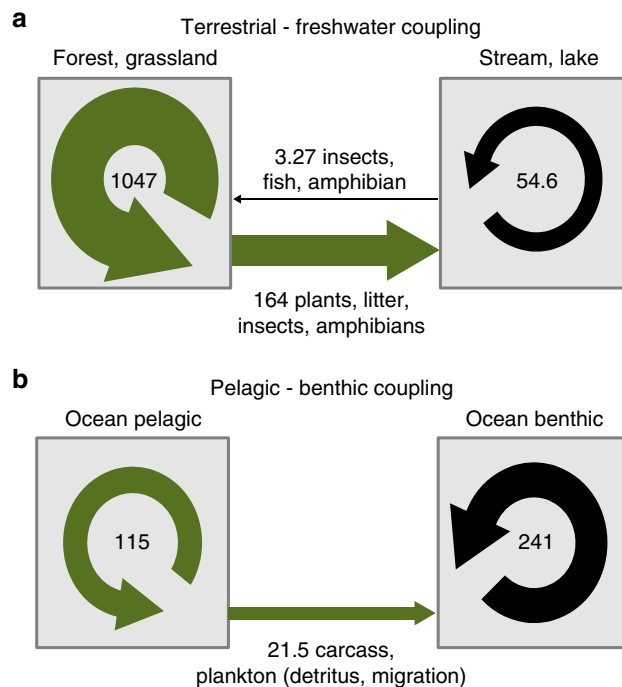 a
Terrestrial - freshwater coupling
Forest, grassland
Stream, lake
1047
3.27 insects,
fish, amphibian
54.6
164 plants, litter,
insects, amphibians
b
Pelagic - benthic coupling
Ocean pelagic
Ocean benthic
115
241
21.5 carcass,
plankton (detritus, migration)